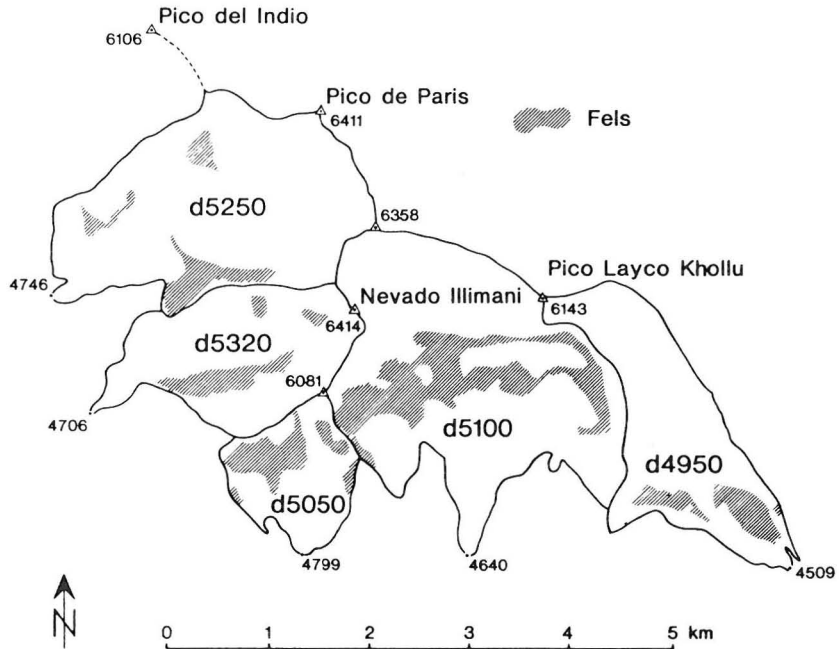 Pico del Indio
6106
Pico de Paris
6411
Fels
d5250
6358
Pico Layco Khollu
4746
Nevado Illimani
6143
6414
d5320
6081
4706
d5100
d4950
d5050
4799
4640
4509
N
0 1 2 3 4 5 km